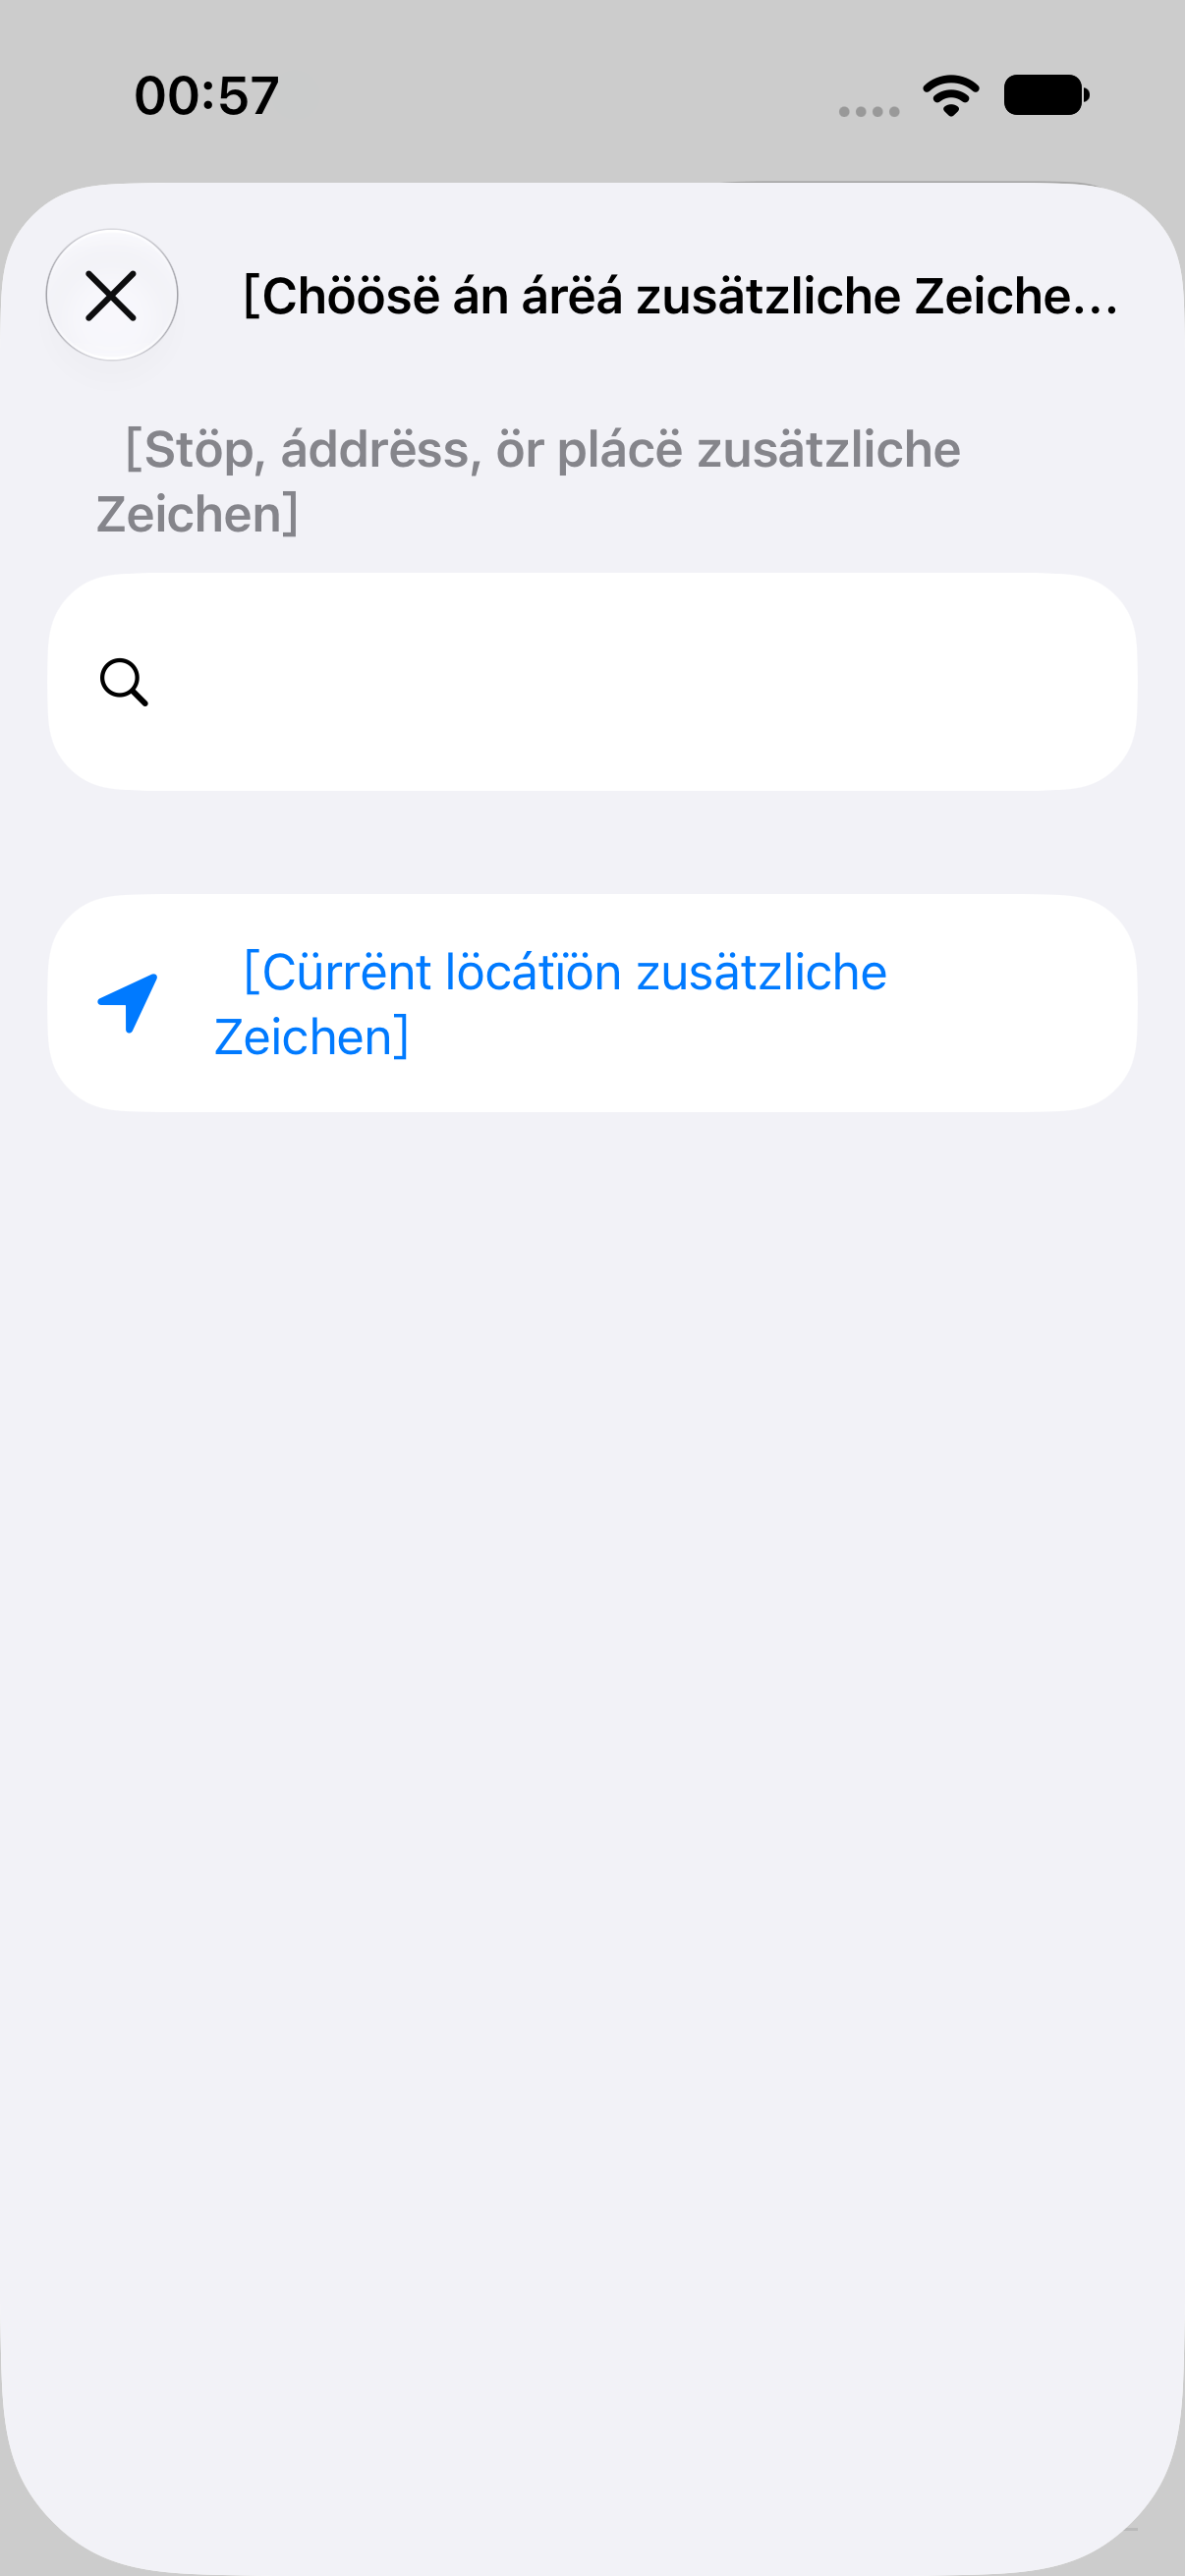 00:57
[Chöösë án árëá zusätzliche Zeiche...
[Stöp, áddrëss, ör plácë zusätzliche
Zeichen]
[Cürrënt löcátïön zusätzliche
Zeichen]